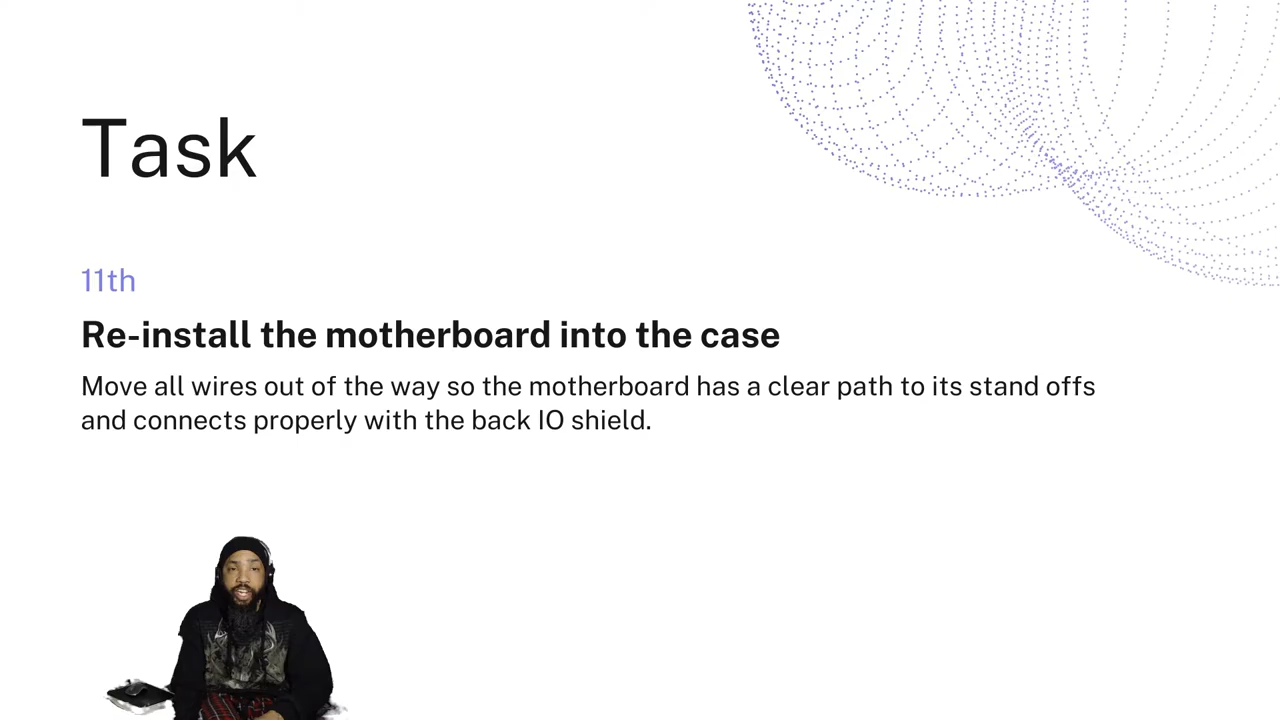 Task
11th
Re-install the motherboard into the case
Move all wires out of the way so the motherboard has a clear path to its stand offs
and connects properly with the back IO shield.